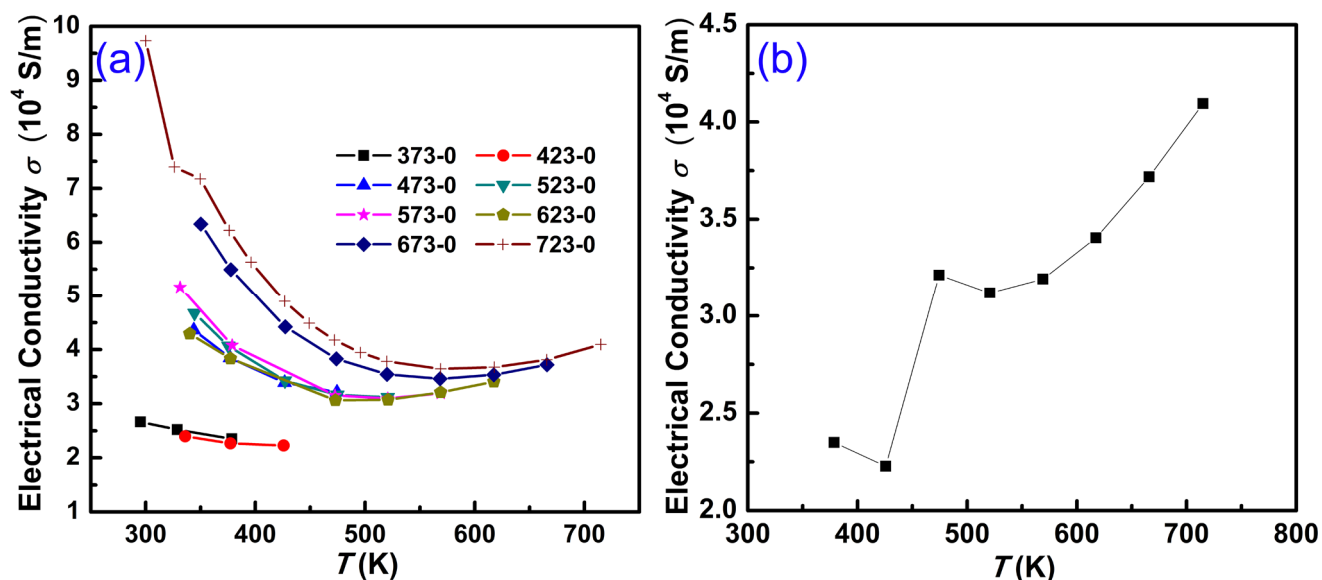 (a)
Electrical Conductivity σ (10⁴ S/m)
10
9
8
7
6
5
4
3
2
1
373-0 423-0
473-0 523-0
573-0 623-0
673-0 723-0
300 400 500 600 700
T (K)
(b)
Electrical Conductivity σ (10⁴ S/m)
4.5
4.0
3.5
3.0
2.5
2.0
300 400 500 600 700 800
T (K)